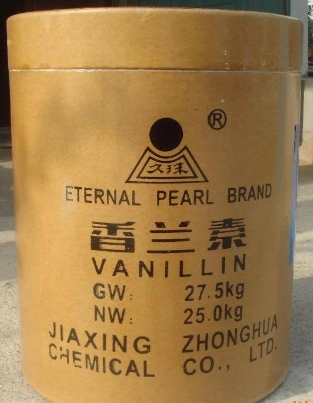 ®
久珠
ETERNAL PEARL BRAND
香兰素
VANILLIN
GW: 27.5kg
NW: 25.0kg
JIAXING ZHONGHUA
CHEMICAL CO., LTD.